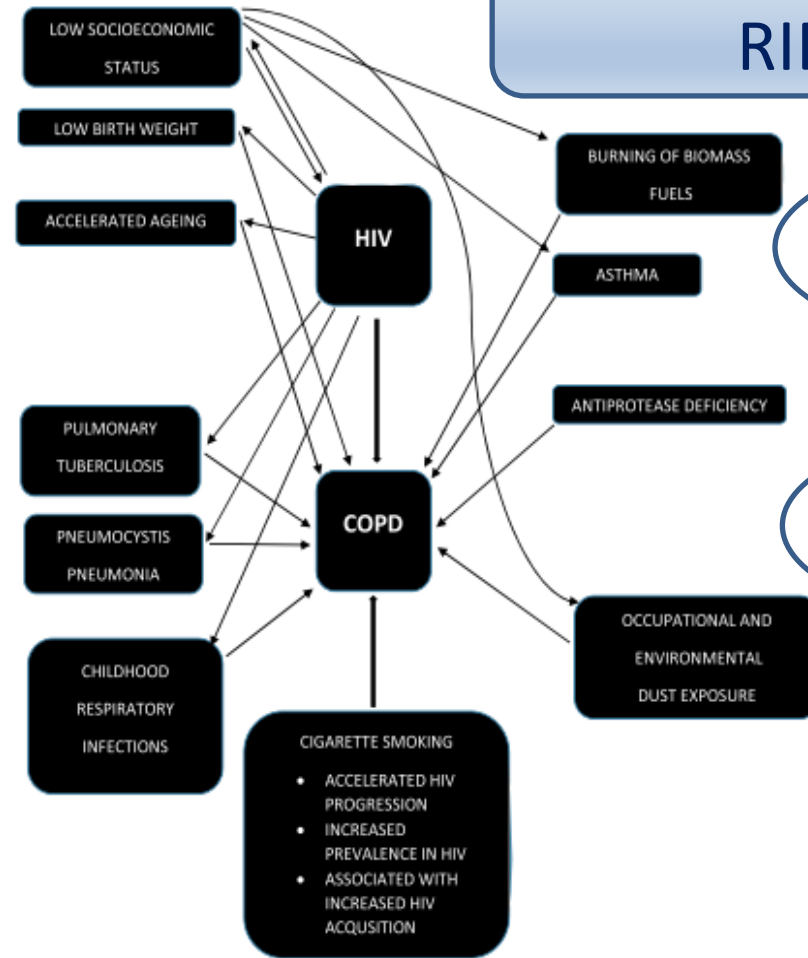 LOW SOCIOECONOMIC
STATUS
LOW BIRTH WEIGHT
ACCELERATED AGEING
HIV
BURNING OF BIOMASS
FUELS
ASTHMA
ANTIPROTEASE DEFICIENCY
PULMONARY
TUBERCULOSIS
PNEUMOCYSTIS
PNEUMONIA
COPD
CHILDHOOD
RESPIRATORY
INFECTIONS
OCCUPATIONAL AND
ENVIRONMENTAL
DUST EXPOSURE
CIGARETTE SMOKING
• ACCELERATED HIV
PROGRESSION
• INCREASED
PREVALENCE IN HIV
• ASSOCIATED WITH
INCREASED HIV
ACQUSITION